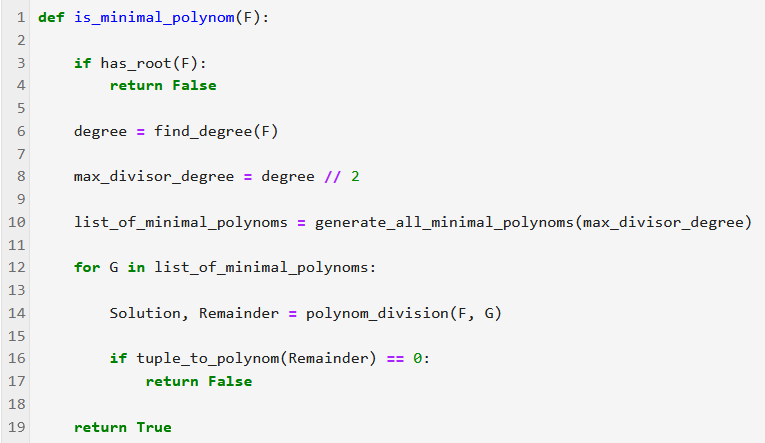 1 def is_minimal_polynom(F):
2
3     if has_root(F):
4         return False
5
6     degree = find_degree(F)
7
8     max_divisor_degree = degree // 2
9
10     list_of_minimal_polynoms = generate_all_minimal_polynoms(max_divisor_degree)
11
12     for G in list_of_minimal_polynoms:
13
14         Solution, Remainder = polynom_division(F, G)
15
16         if tuple_to_polynom(Remainder) == 0:
17             return False
18
19     return True